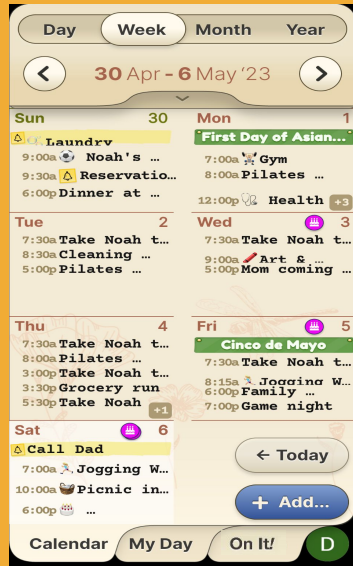 Day Week Month Year
30 Apr - 6 May '23
Sun 30
Laundry
9:00a Noah's ...
9:30a Reservatio...
6:00p Dinner at ...
Mon 1
First Day of Asian...
7:00a Gym
8:00a Pilates ...
12:00p Health +3
Tue 2
7:30a Take Noah t...
8:30a Cleaning ...
5:00p Pilates ...
Wed 3
7:30a Take Noah t...
9:00a Art & ...
5:00p Mom coming ...
Thu 4
7:30a Take Noah t...
8:00a Pilates ...
3:00p Take Noah t...
3:30p Grocery run
5:30p Take Noah +1
Fri 5
Cinco de Mayo
7:30a Take Noah t...
8:15a Jogging W...
6:00p Family ...
7:00p Game night
Sat 6
Call Dad
7:00a Jogging W...
10:00a Picnic in...
6:00p ...
← Today
+ Add...
Calendar My Day On It! D